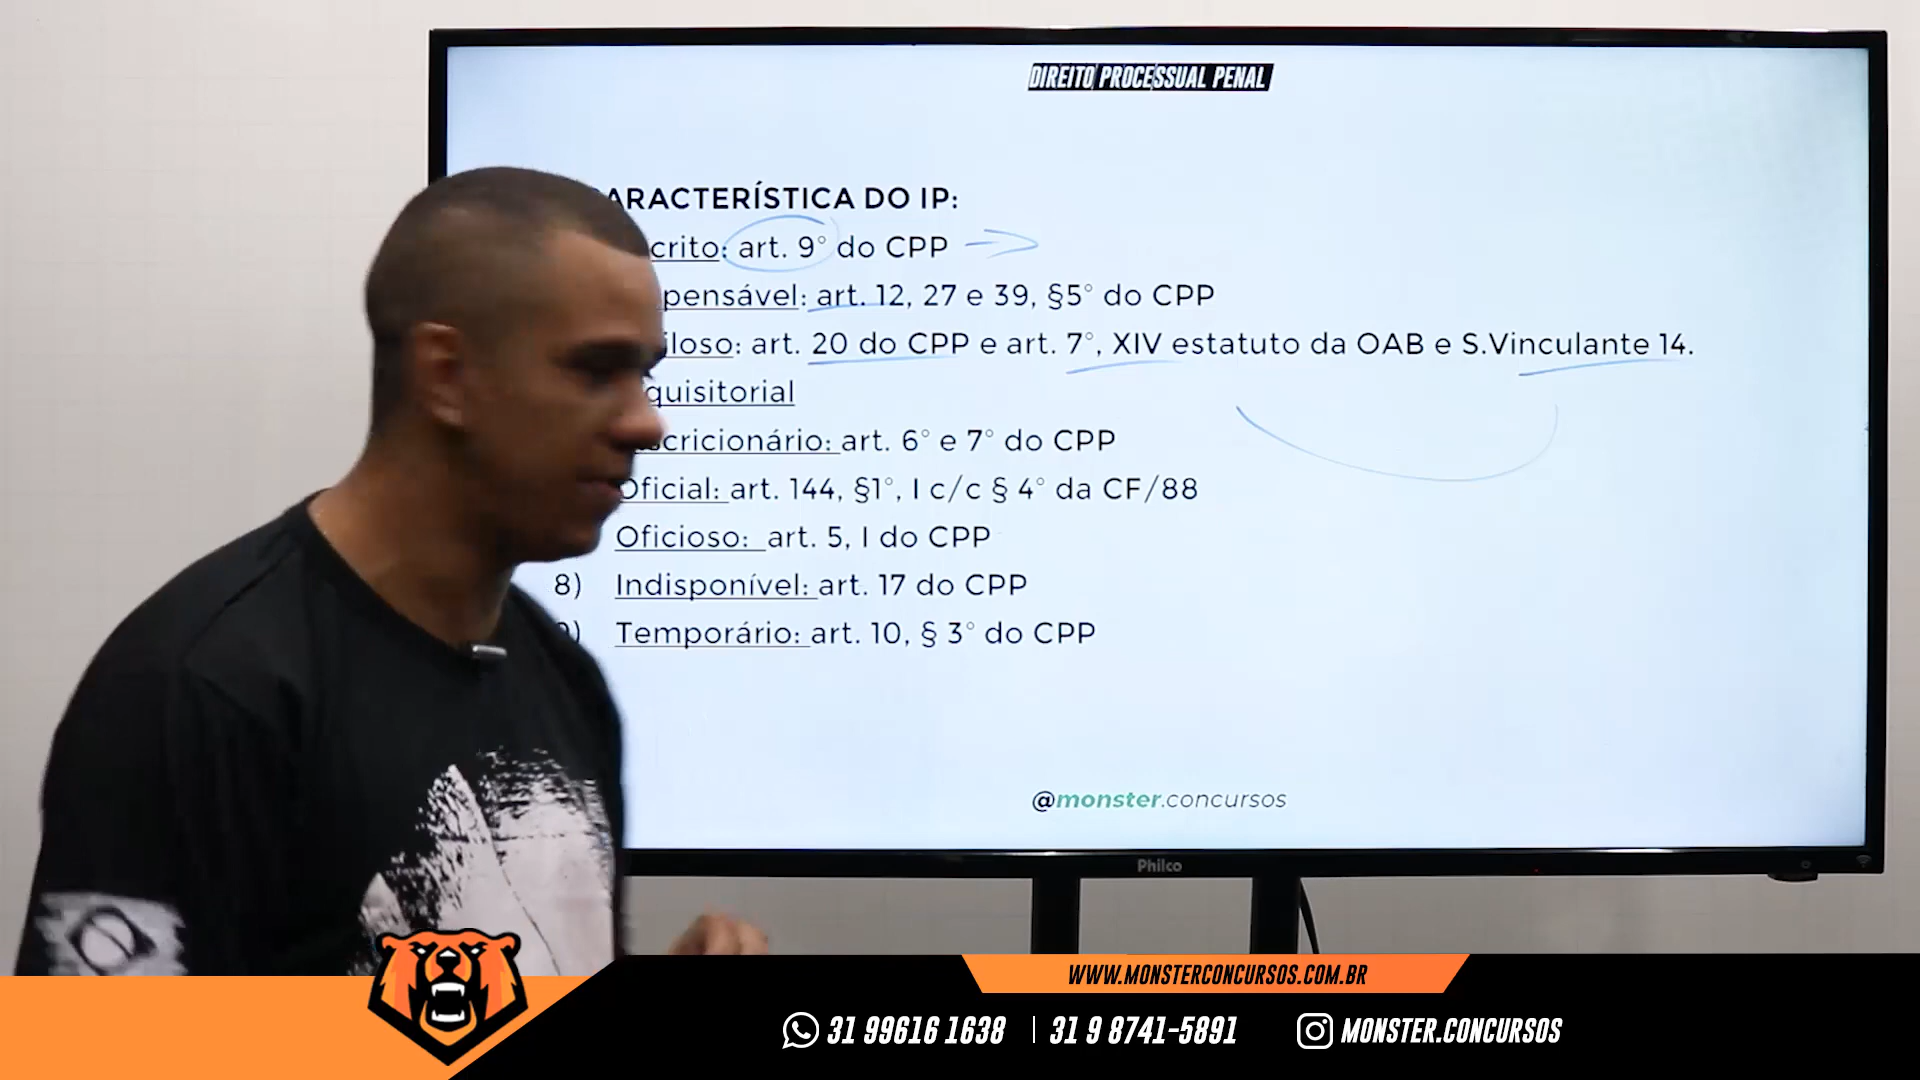 DIREITO PROCESSUAL PENAL
ARACTERÍSTICA DO IP:
crito: art. 9° do CPP
pensável: art. 12, 27 e 39, §5° do CPP
iloso: art. 20 do CPP e art. 7°, XIV estatuto da OAB e S.Vinculante 14.
quisitorial
scricionário: art. 6° e 7° do CPP
Oficial: art. 144, §1°, I c/c § 4° da CF/88
Oficioso: art. 5, I do CPP
8) Indisponível: art. 17 do CPP
9) Temporário: art. 10, § 3° do CPP
@monster.concursos
Philco
WWW.MONSTERCONCURSOS.COM.BR
31 99616 1638 | 31 9 8741-5891 MONSTER.CONCURSOS